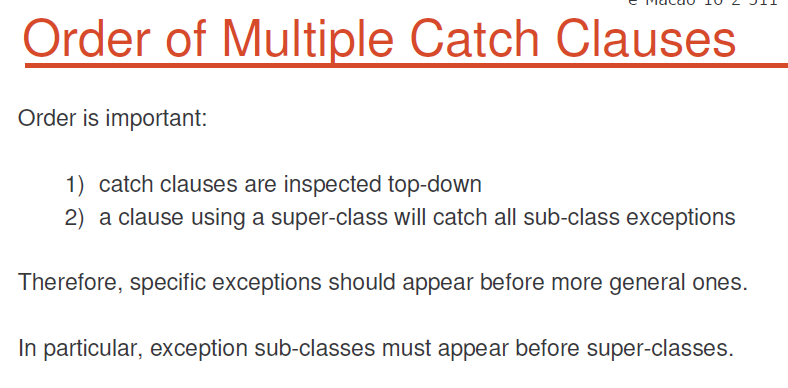 Order of Multiple Catch Clauses
Order is important:
1) catch clauses are inspected top-down
2) a clause using a super-class will catch all sub-class exceptions
Therefore, specific exceptions should appear before more general ones.
In particular, exception sub-classes must appear before super-classes.